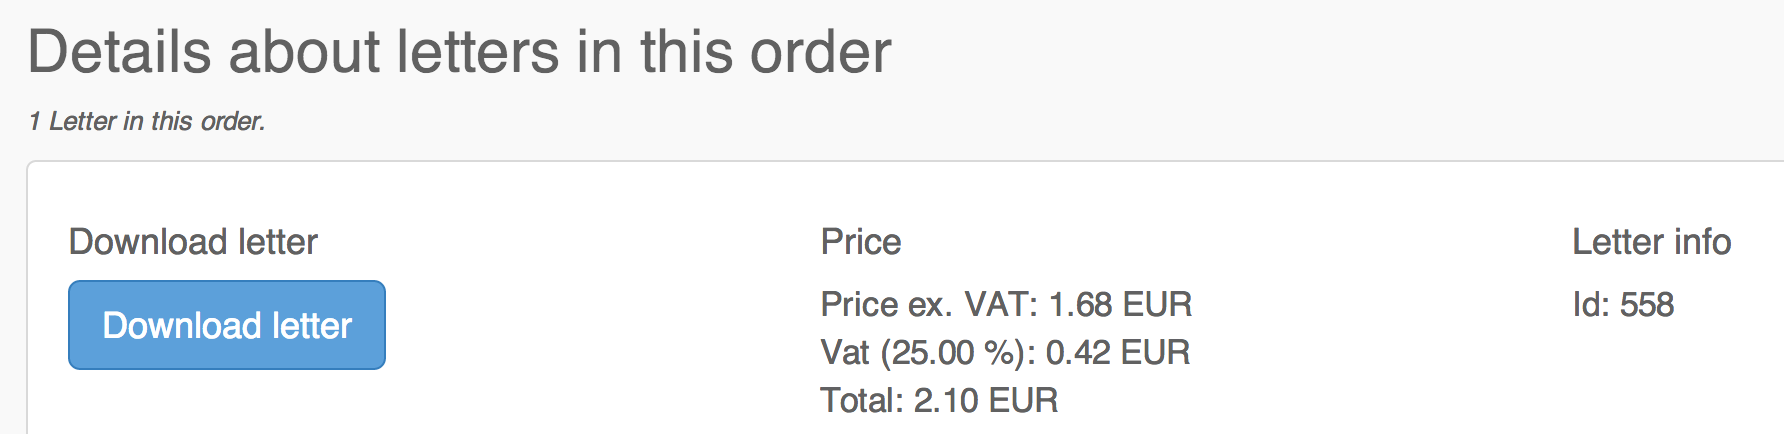 Details about letters in this order
1 Letter in this order.
Download letter
Download letter
Price
Price ex. VAT: 1.68 EUR
Vat (25.00 %): 0.42 EUR
Total: 2.10 EUR
Letter info
Id: 558